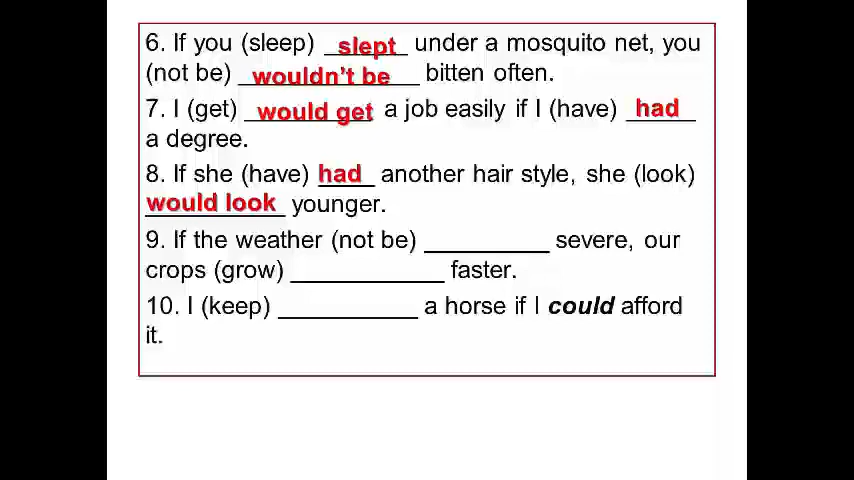 6. If you (sleep) slept under a mosquito net, you
(not be) wouldn't be bitten often.
7. I (get) would get a job easily if I (have) had
a degree.
8. If she (have) had another hair style, she (look)
would look younger.
9. If the weather (not be) _________ severe, our
crops (grow) ___________ faster.
10. I (keep) __________ a horse if I could afford
it.